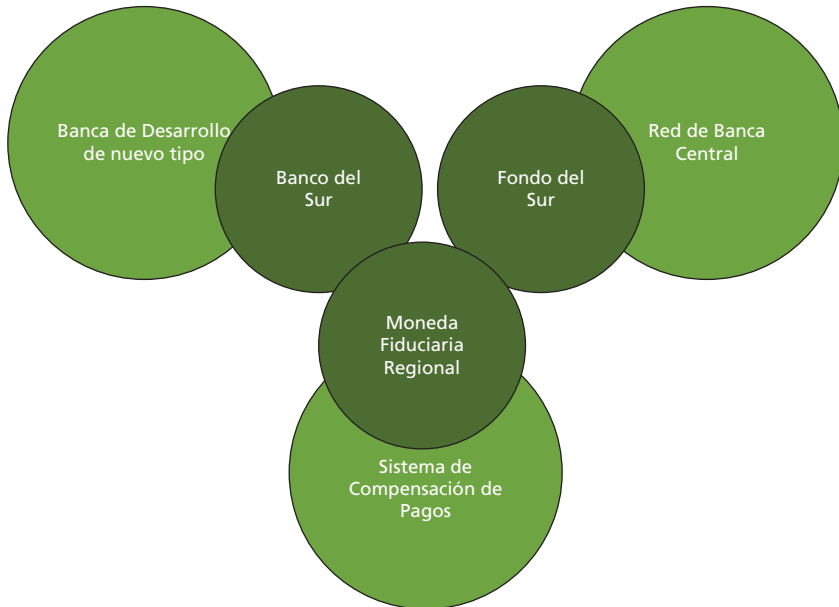 Banca de Desarrollo
de nuevo tipo
Banco del
Sur
Fondo del
Sur
Red de Banca
Central
Moneda
Fiduciaria
Regional
Sistema de
Compensación de
Pagos